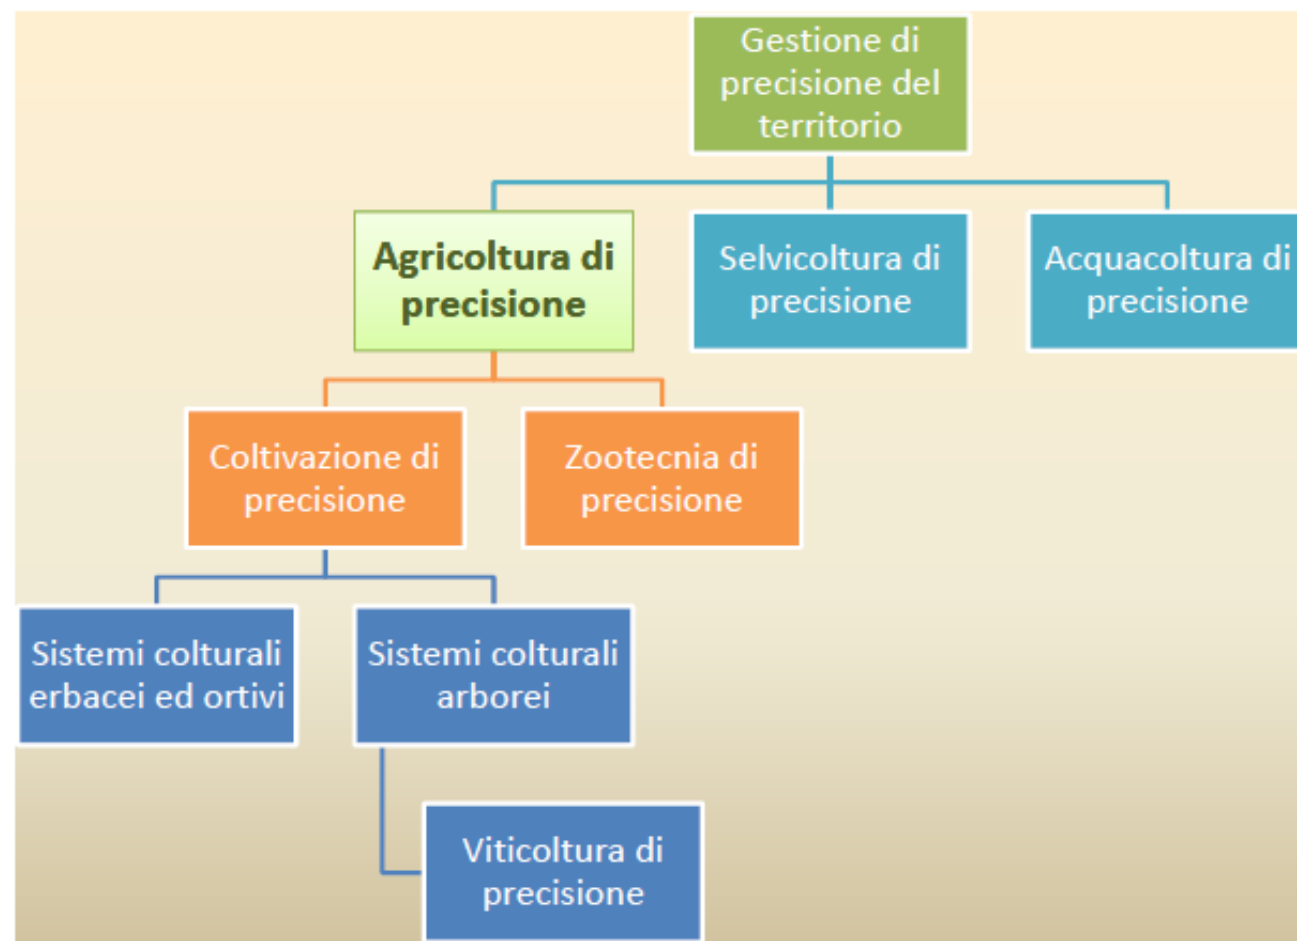 Gestione di
precisione del
territorio
Agricoltura di
precisione
Selvicoltura di
precisione
Acquacoltura di
precisione
Coltivazione di
precisione
Zootecnia di
precisione
Sistemi colturali
erbacei ed ortivi
Sistemi colturali
arborei
Viticoltura di
precisione